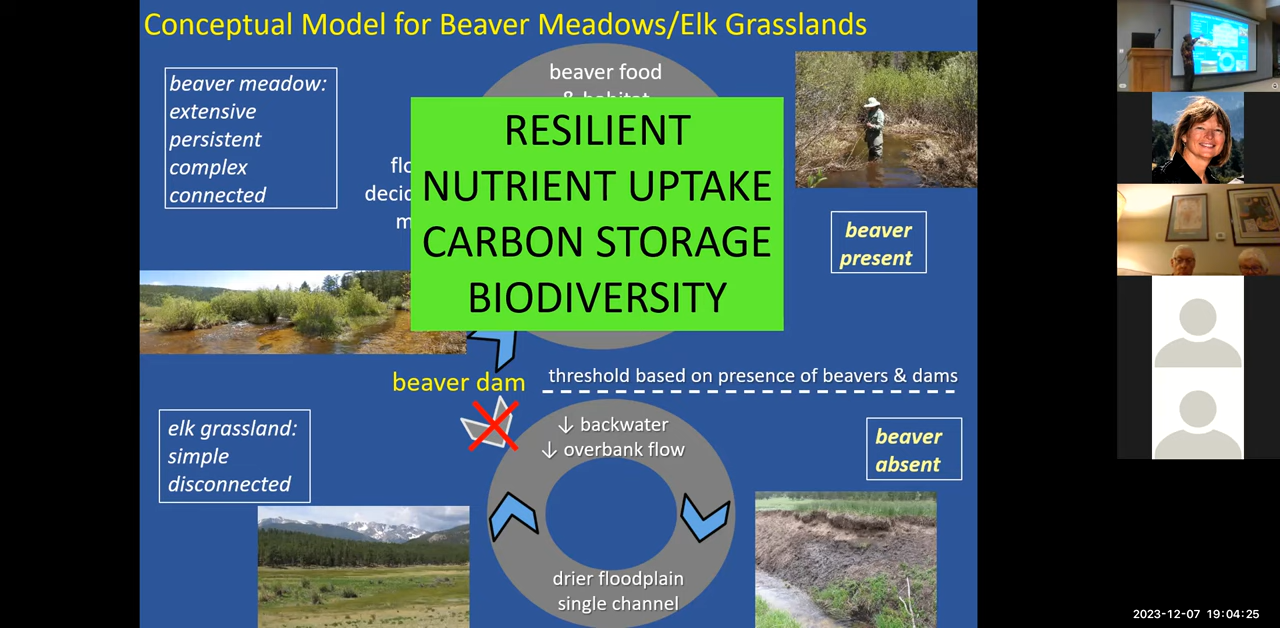 Conceptual Model for Beaver Meadows/Elk Grasslands
beaver meadow:
extensive
persistent
complex
connected
beaver food
& habitat
RESILIENT
NUTRIENT UPTAKE
CARBON STORAGE
BIODIVERSITY
beaver
present
beaver dam
threshold based on presence of beavers & dams
elk grassland:
simple
disconnected
↓ backwater
↓ overbank flow
beaver
absent
drier floodplain
single channel
2023-12-07 19:04:25